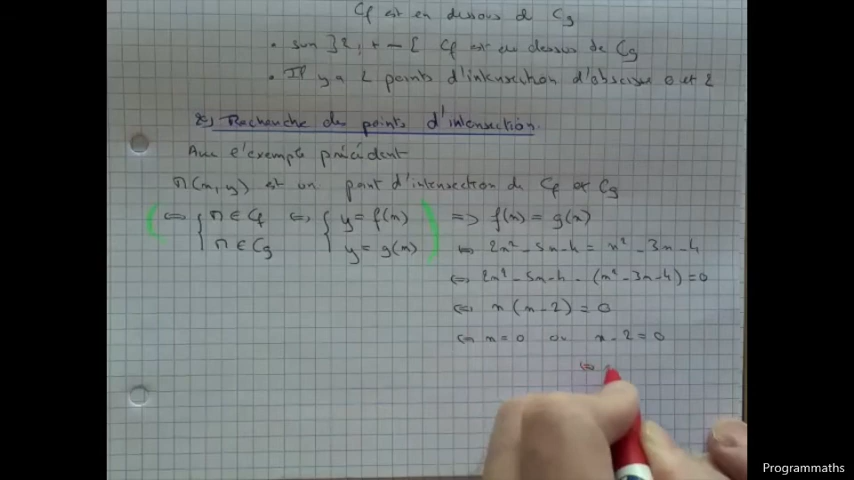 Cf est en dessous de Cg
• sur ]2; +∞[ Cf est en dessus de Cg
• Il y a 2 points d'intersection d'abscisse 0 et 2
2°) Recherche des points d'intersection.
Avec l'exemple précédent
M(x, y) est un point d'intersection de Cf et Cg
( ⇔ { M ∈ Cf ⇔ { y = f(x) ) => f(x) = g(x)
M ∈ Cg y = g(x)
⇔ 2x² - 5x - 4 = x² - 3x - 4
⇔ 2x² - 5x - 4 - (x² - 3x - 4) = 0
⇔ x(x - 2) = 0
⇔ x = 0 ou x - 2 = 0
⇔
Programmaths